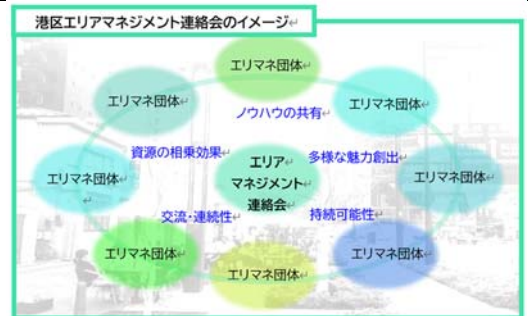 港区エリアマネジメント連絡会のイメージ↵
エリマネ団体↵
エリマネ団体↵
エリマネ団体↵
ノウハウの共有↵
資源の相乗効果↵
エリア↵
マネジメント
連絡会↵
多様な魅力創出↵
エリマネ団体↵
↵
エリマネ団体↵
交流・連続性↵
持続可能性↵
エリマネ団体↵
エリマネ団体↵
エリマネ団体↵